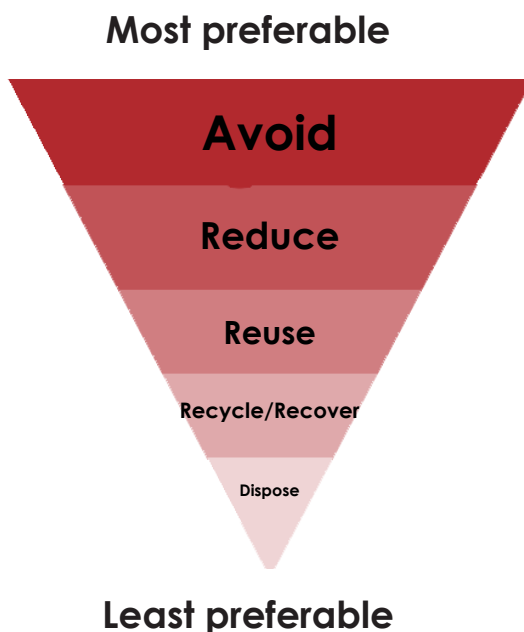 Most preferable
Avoid
Reduce
Reuse
Recycle/Recover
Dispose
Least preferable